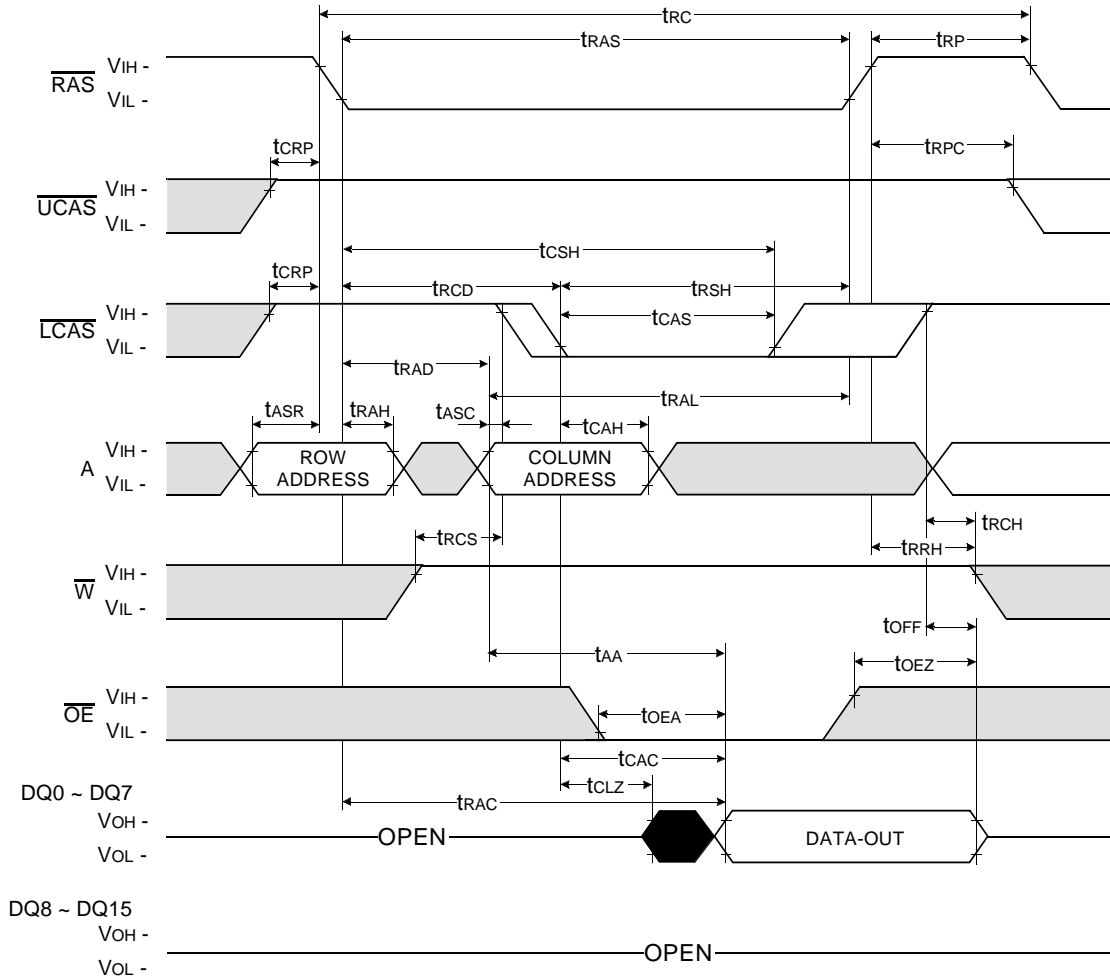 tRC
tRAS
tRP
RAS
VIH -
VIL -
tCRP
tRPC
UCAS
VIH -
VIL -
tCSH
tCRP
tRCD
tRSH
LCAS
VIH -
VIL -
tCAS
tRAD
tRAL
tASR
tRAH
tASC
tCAH
A
VIH -
VIL -
ROW
ADDRESS
COLUMN
ADDRESS
tRCH
tRCS
tRRH
W
VIH -
VIL -
tOFF
tAA
tOEZ
OE
VIH -
VIL -
tOEA
tCAC
tCLZ
DQ0 ~ DQ7
tRAC
VOH -
VOL -
OPEN
DATA-OUT
DQ8 ~ DQ15
VOH -
VOL -
OPEN